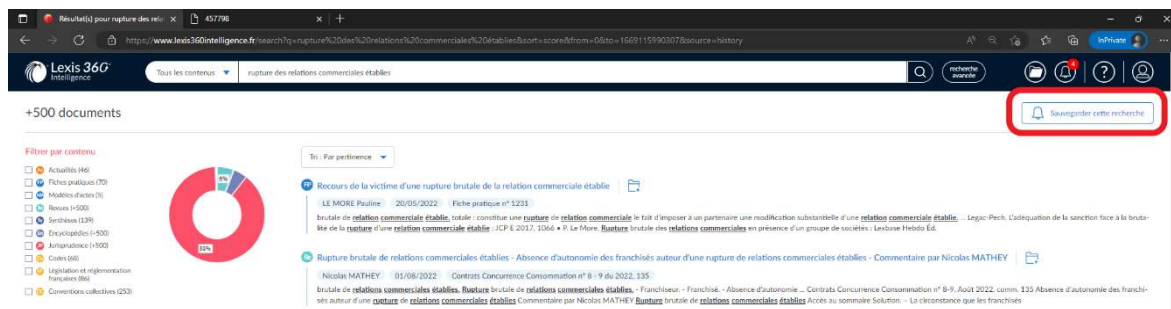 Résultat(s) pour rupture des rela
457798
https://www.lexis360intelligence.fr/search?q=rupture%20des%20relations%20commerciales%20établies&sort=score&from=0&to=1669115990307&source=history
InPrivate
Lexis 360
Intelligence
Tous les contenus
rupture des relations commerciales établies
recherche avancée
4
+500 documents
Sauvegarder cette recherche
Filtrer par contenu
Actualités (46)
Fiches pratiques (70)
Modèles d'actes (5)
Revues (+500)
Synthèses (139)
Encyclopédies (+500)
Jurisprudence (+500)
Codes (68)
Législation et réglementation
françaises (86)
Conventions collectives (253)
6%
Tri : Par pertinence
FP Recours de la victime d'une rupture brutale de la relation commerciale établie
LE MORE Pauline 20/05/2022 Fiche pratique n° 1231
brutale de relation commerciale établie, totale : constitue une rupture de relation commerciale le fait d'imposer à un partenaire une modification substantielle d'une relation commerciale établie, ... Legac-Pech, L'adéquation de la sanction face à la bruta-
lité de la rupture d'une relation commerciale établie : JCP E 2017, 1066 • P. Le More, Rupture brutale des relations commerciales en présence d'un groupe de sociétés : Lexbase Hebdo Éd.
Re Rupture brutale de relations commerciales établies - Absence d'autonomie des franchisés auteur d'une rupture de relations commerciales établies - Commentaire par Nicolas MATHEY
Nicolas MATHEY 01/08/2022 Contrats Concurrence Consommation n° 8 - 9 du 2022, 135
brutale de relations commerciales établies, Rupture brutale de relations commerciales établies, - Franchiseur. - Franchisé. - Absence d'autonomie ... Contrats Concurrence Consommation n° 8-9, Août 2022, comm. 135 Absence d'autonomie des franchi-
sés auteur d'une rupture de relations commerciales établies Commentaire par Nicolas MATHEY Rupture brutale de relations commerciales établies Accès au sommaire Solution. – La circonstance que les franchisés